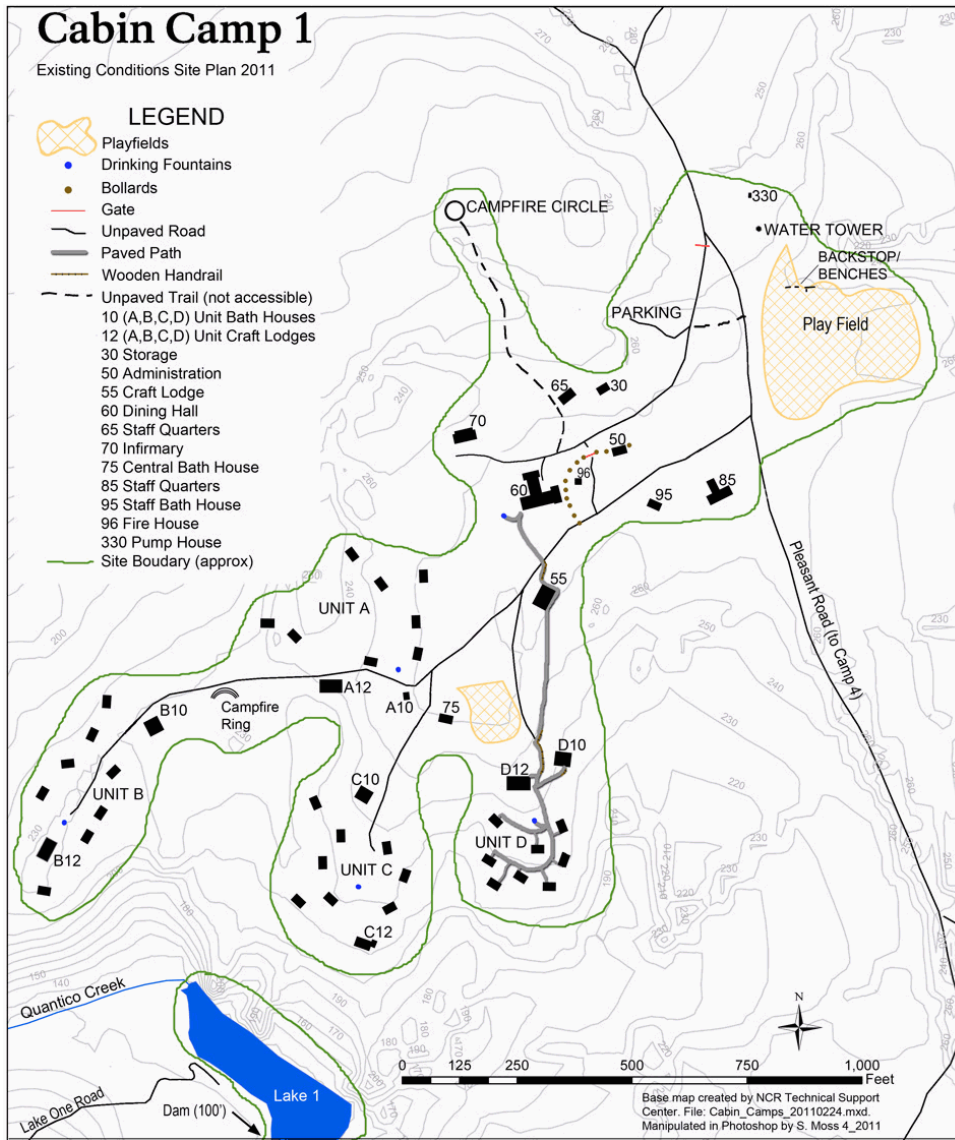 Cabin Camp 1
Existing Conditions Site Plan 2011
LEGEND
Playfields
Drinking Fountains
Bollards
Gate
Unpaved Road
Paved Path
Wooden Handrail
Unpaved Trail (not accessible)
10 (A,B,C,D) Unit Bath Houses
12 (A,B,C,D) Unit Craft Lodges
30 Storage
50 Administration
55 Craft Lodge
60 Dining Hall
65 Staff Quarters
70 Infirmary
75 Central Bath House
85 Staff Quarters
95 Staff Bath House
96 Fire House
330 Pump House
Site Boudary (approx)
CAMPFIRE CIRCLE
330
WATER TOWER
BACKSTOP/
BENCHES
PARKING
Play Field
65
30
70
50
96
60
95
85
55
Pleasant Road (to Camp 4)
UNIT A
A12
A10
75
B10
Campfire
Ring
UNIT B
B12
C10
UNIT C
C12
D10
D12
UNIT D
Quantico Creek
Lake One Road
Dam (100')
Lake 1
N
0 125 250 500 750 1,000
Feet
Base map created by NCR Technical Support
Center. File: Cabin_Camps_20110224.mxd.
Manipulated in Photoshop by S. Moss 4_2011